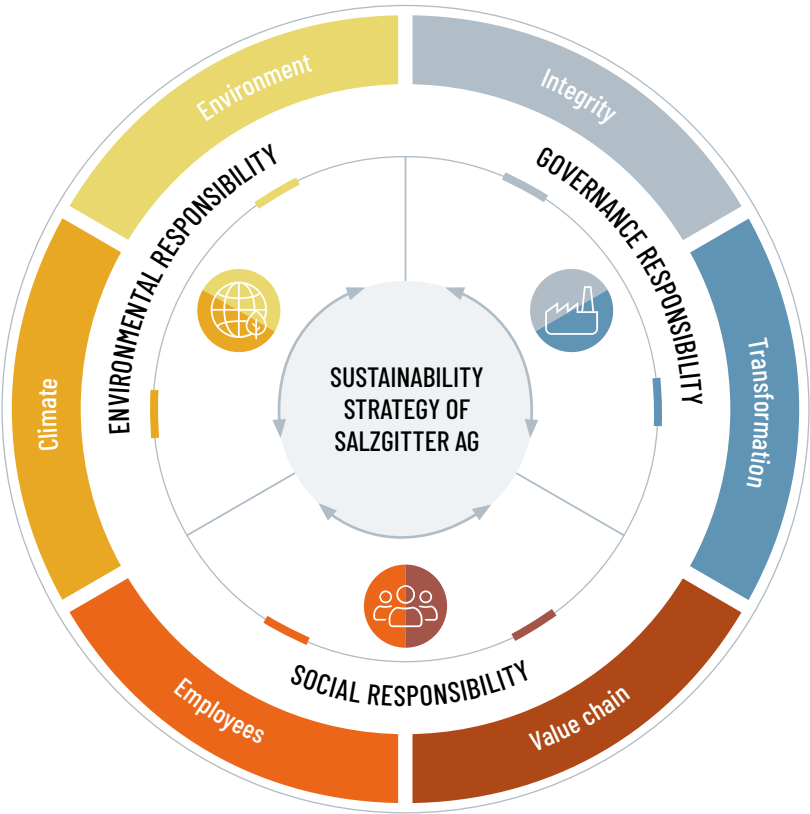 Environment
Integrity
ENVIRONMENTAL RESPONSIBILITY
GOVERNANCE RESPONSIBILITY
Climate
Transformation
SUSTAINABILITY
STRATEGY OF
SALZGITTER AG
SOCIAL RESPONSIBILITY
Employees
Value chain